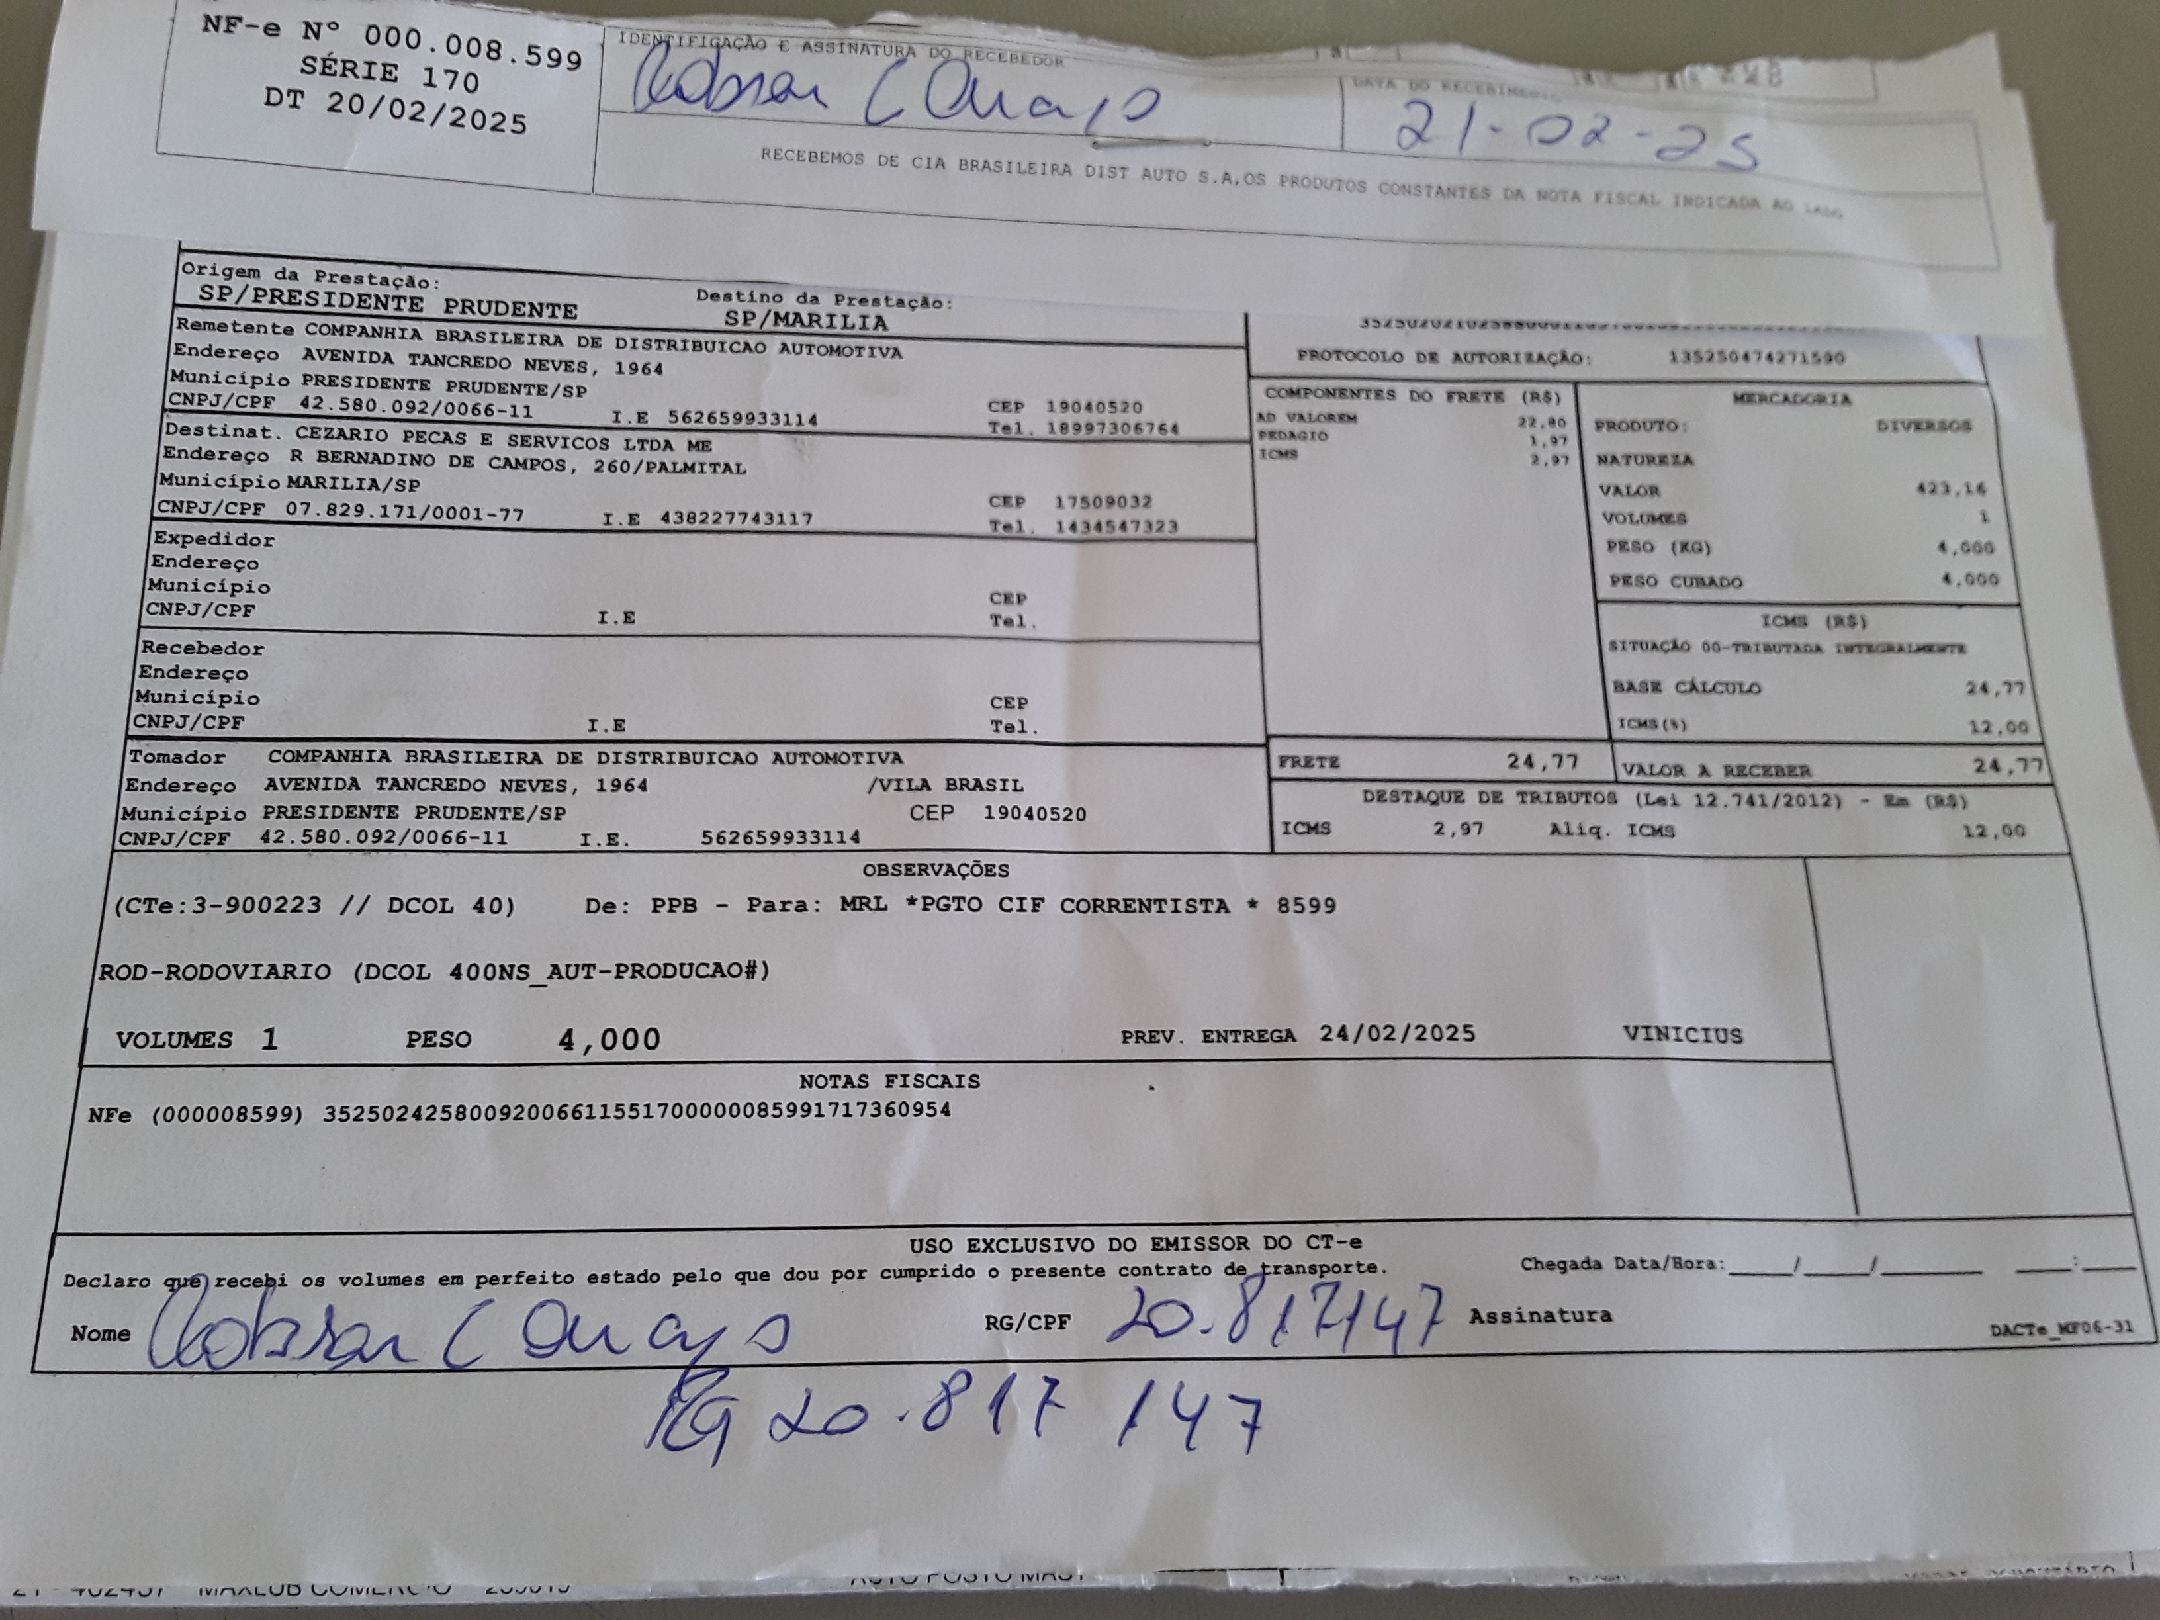 NF-e Nº 000.008.599
SÉRIE 170
DT 20/02/2025
IDENTIFICAÇÃO E ASSINATURA DO RECEBEDOR
DATA DO RECEBIMENTO
21-02-25
RECEBEMOS DE CIA BRASILEIRA DIST AUTO S.A,OS PRODUTOS CONSTANTES DA NOTA FISCAL INDICADA AO LADO
Origem da Prestação:
SP/PRESIDENTE PRUDENTE
Destino da Prestação:
SP/MARILIA
Remetente COMPANHIA BRASILEIRA DE DISTRIBUICAO AUTOMOTIVA
Endereço AVENIDA TANCREDO NEVES, 1964
Município PRESIDENTE PRUDENTE/SP
CEP 19040520
CNPJ/CPF 42.580.092/0066-11 I.E 562659933114 Tel. 18997306764
Destinat. CEZARIO PECAS E SERVICOS LTDA ME
Endereço R BERNADINO DE CAMPOS, 260/PALMITAL
Município MARILIA/SP CEP 17509032
CNPJ/CPF 07.829.171/0001-77 I.E 438227743117 Tel. 1434547323
Expedidor
Endereço
Município CEP
CNPJ/CPF I.E Tel.
Recebedor
Endereço
Município CEP
CNPJ/CPF I.E Tel.
Tomador COMPANHIA BRASILEIRA DE DISTRIBUICAO AUTOMOTIVA
Endereço AVENIDA TANCREDO NEVES, 1964 /VILA BRASIL
Município PRESIDENTE PRUDENTE/SP CEP 19040520
CNPJ/CPF 42.580.092/0066-11 I.E. 562659933114
PROTOCOLO DE AUTORIZAÇÃO: 135250474271590
COMPONENTES DO FRETE (R$)
AD VALOREM 22,80
PEDAGIO 1,97
ICMS 2,97
MERCADORIA
PRODUTO: DIVERSOS
NATUREZA
VALOR 423,16
VOLUMES 1
PESO (KG) 4,000
PESO CUBADO 4,000
ICMS (R$)
SITUAÇÃO 00-TRIBUTADA INTEGRALMENTE
BASE CÁLCULO 24,77
ICMS(%) 12,00
FRETE 24,77 VALOR A RECEBER 24,77
DESTAQUE DE TRIBUTOS (Lei 12.741/2012) - Em (R$)
ICMS 2,97 Aliq. ICMS 12,00
OBSERVAÇÕES
(CTe:3-900223 // DCOL 40) De: PPB - Para: MRL *PGTO CIF CORRENTISTA * 8599
ROD-RODOVIARIO (DCOL 400NS_AUT-PRODUCAO#)
VOLUMES 1 PESO 4,000 PREV. ENTREGA 24/02/2025 VINICIUS
NOTAS FISCAIS
NFe (000008599) 35250242580092006611551700000085991717360954
USO EXCLUSIVO DO EMISSOR DO CT-e
Declaro que recebi os volumes em perfeito estado pelo que dou por cumprido o presente contrato de transporte. Chegada Data/Hora:_____/____/________ ____:____
Nome RG/CPF 20.817147 Assinatura
DACTe_MF06-31
RG 20.817 147